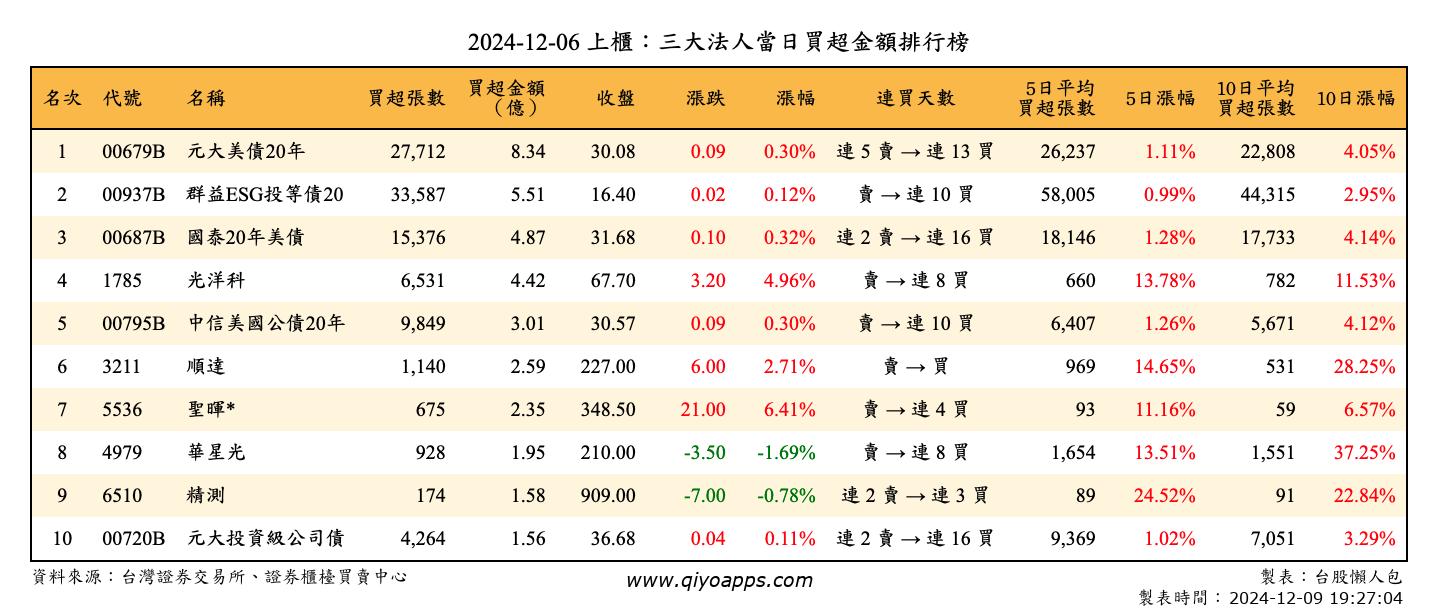 2024-12-06 上櫃：三大法人當日買超金額排行榜
名次 代號 名稱 買超張數 買超金額（億） 收盤 漲跌 漲幅 連買天數 5日平均買超張數 5日漲幅 10日平均買超張數 10日漲幅
1 00679B 元大美債20年 27,712 8.34 30.08 0.09 0.30% 連 5 賣 → 連 13 買 26,237 1.11% 22,808 4.05%
2 00937B 群益ESG投等債20 33,587 5.51 16.40 0.02 0.12% 賣 → 連 10 買 58,005 0.99% 44,315 2.95%
3 00687B 國泰20年美債 15,376 4.87 31.68 0.10 0.32% 連 2 賣 → 連 16 買 18,146 1.28% 17,733 4.14%
4 1785 光洋科 6,531 4.42 67.70 3.20 4.96% 賣 → 連 8 買 660 13.78% 782 11.53%
5 00795B 中信美國公債20年 9,849 3.01 30.57 0.09 0.30% 賣 → 連 10 買 6,407 1.26% 5,671 4.12%
6 3211 順達 1,140 2.59 227.00 6.00 2.71% 賣 → 買 969 14.65% 531 28.25%
7 5536 聖暉* 675 2.35 348.50 21.00 6.41% 賣 → 連 4 買 93 11.16% 59 6.57%
8 4979 華星光 928 1.95 210.00 -3.50 -1.69% 賣 → 連 8 買 1,654 13.51% 1,551 37.25%
9 6510 精測 174 1.58 909.00 -7.00 -0.78% 連 2 賣 → 連 3 買 89 24.52% 91 22.84%
10 00720B 元大投資級公司債 4,264 1.56 36.68 0.04 0.11% 連 2 賣 → 連 16 買 9,369 1.02% 7,051 3.29%
資料來源：台灣證券交易所、證券櫃檯買賣中心 www.qiyoapps.com 製表：台股懶人包
製表時間：2024-12-09 19:27:04